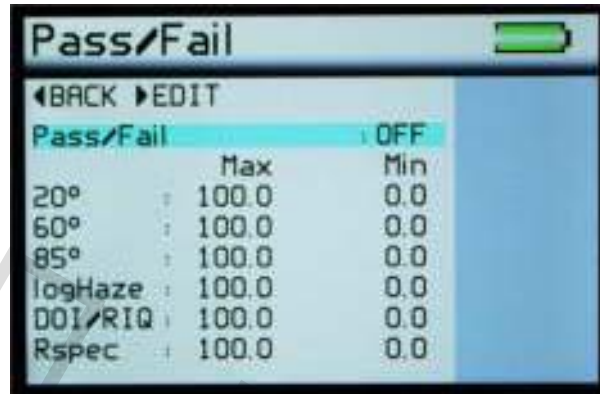 Pass/Fail
◀BACK ▶EDIT
Pass/Fail : OFF
Max Min
20° : 100.0 0.0
60° : 100.0 0.0
85° : 100.0 0.0
logHaze : 100.0 0.0
DOI/RIQ : 100.0 0.0
Rspec : 100.0 0.0